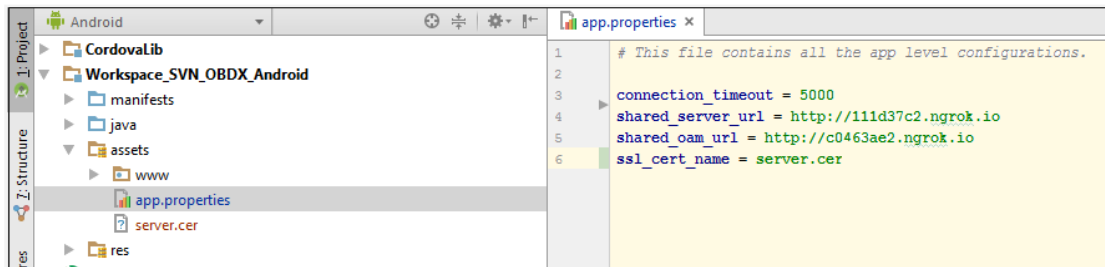 Android
app.properties
1: Project
CordovaLib
Workspace_SVN_OBDX_Android
manifests
java
assets
www
app.properties
server.cer
res
7: Structure
1 # This file contains all the app level configurations.
2
3 connection_timeout = 5000
4 shared_server_url = http://111d37c2.ngrok.io
5 shared_oam_url = http://c0463ae2.ngrok.io
6 ssl_cert_name = server.cer